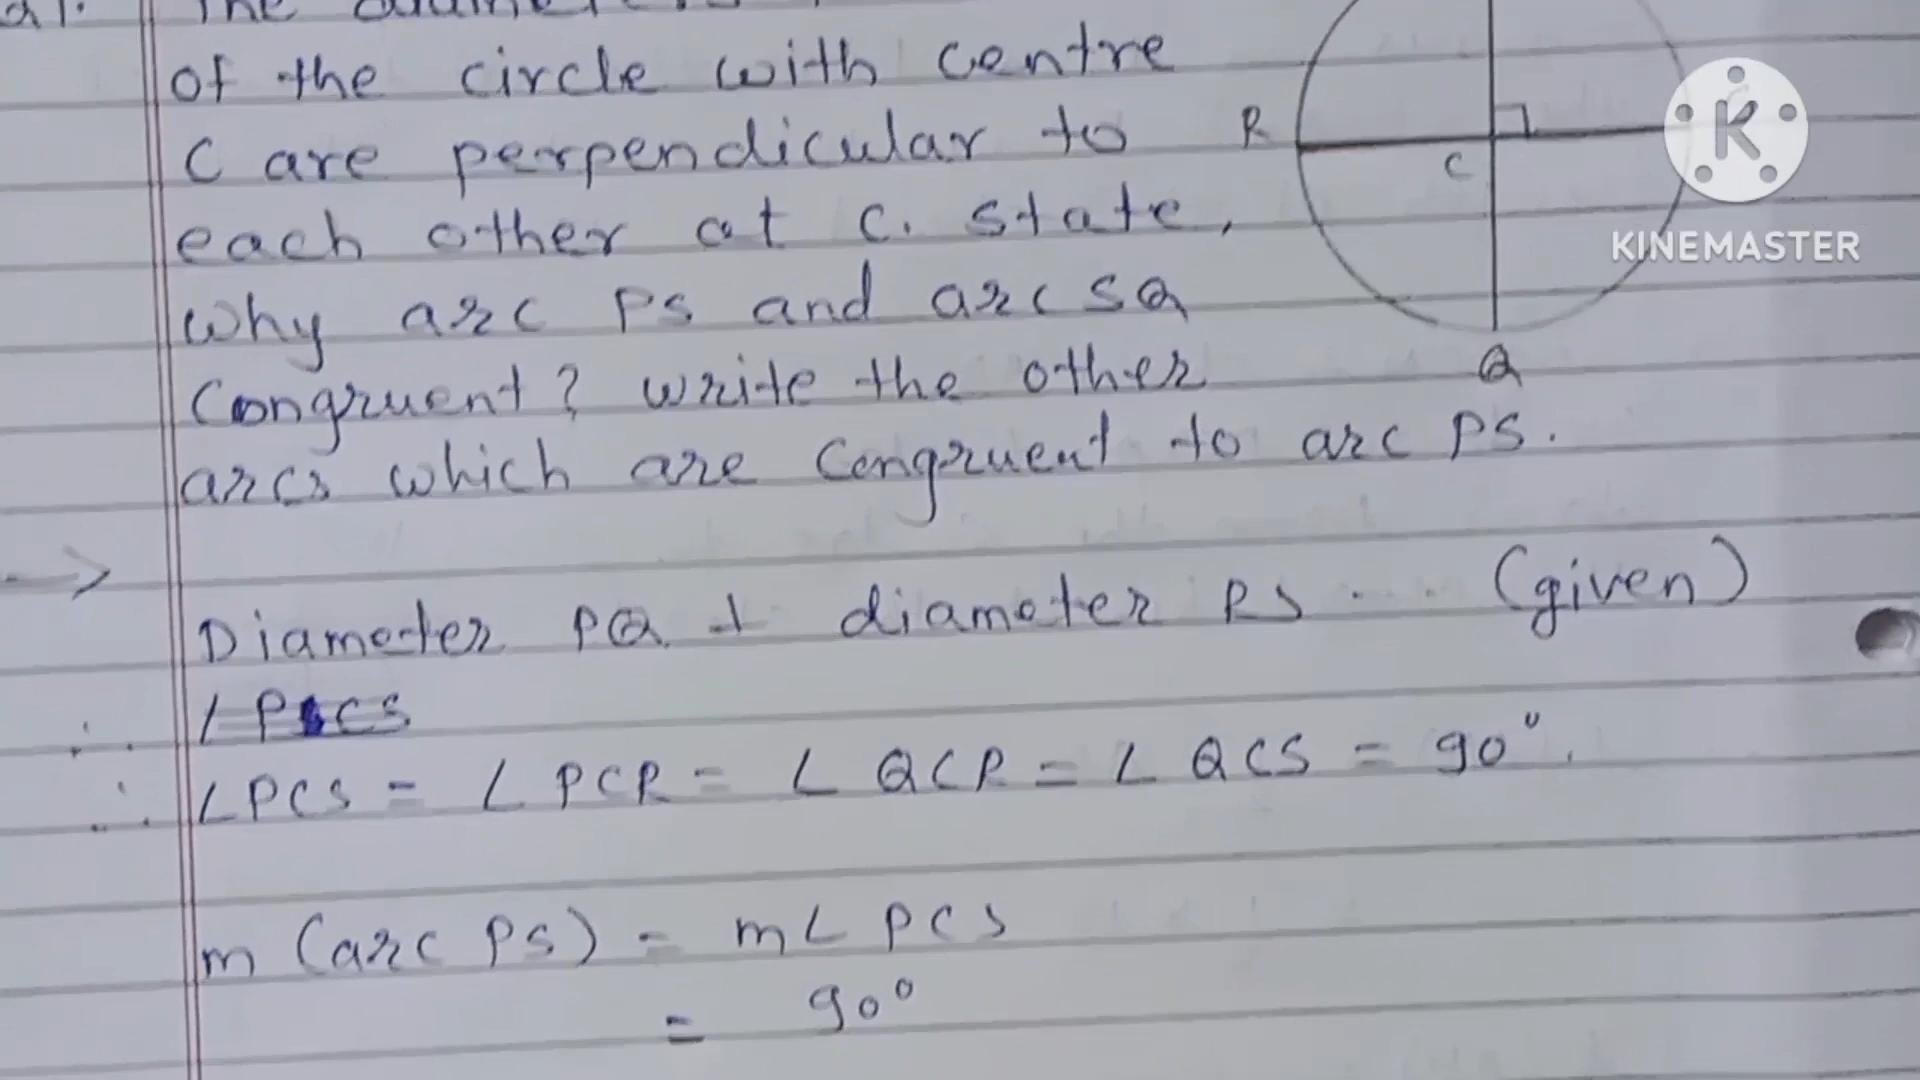 of the circle with centre
C are perpendicular to
each other at C. state,
why arc PS and arc SQ
Congruent? write the other
arcs which are congruent to arc PS.
R
C
Q
K
KINEMASTER
Diameter PQ ⊥ diameter RS .... (given)
∴ ∠PCS
∴ ∠PCS = ∠PCR = ∠QCR = ∠QCS = 90°.
m (arc PS) = m∠PCS
= 90°